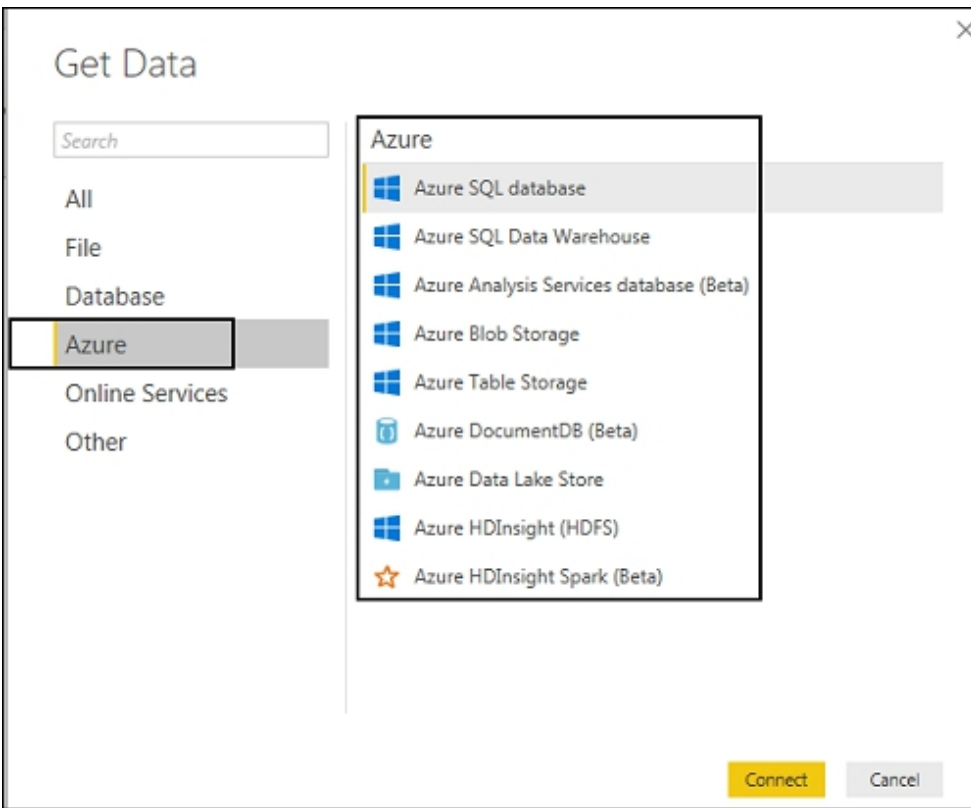 Get Data
Search
All
File
Database
Azure
Online Services
Other
Azure
Azure SQL database
Azure SQL Data Warehouse
Azure Analysis Services database (Beta)
Azure Blob Storage
Azure Table Storage
Azure DocumentDB (Beta)
Azure Data Lake Store
Azure HDInsight (HDFS)
Azure HDInsight Spark (Beta)
Connect
Cancel